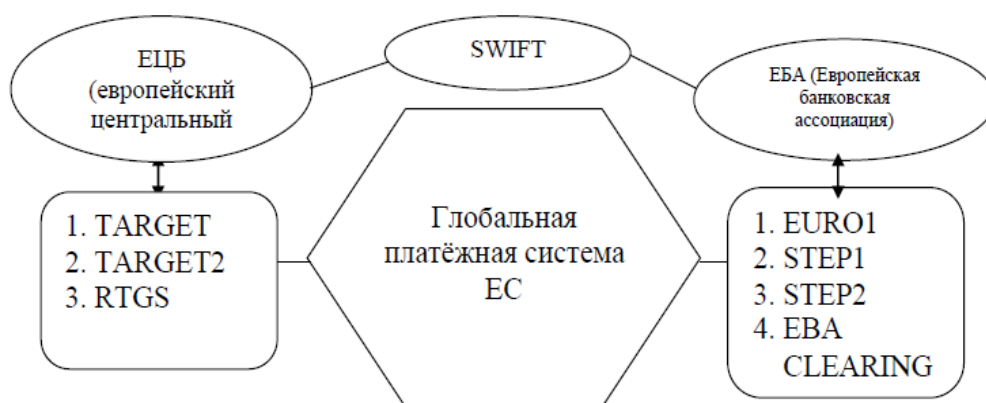 ЕЦБ
(европейский
центральный
SWIFT
ЕБА (Европейская
банковская
ассоциация)
1. TARGET
2. TARGET2
3. RTGS
Глобальная
платёжная система
ЕС
1. EURO1
2. STEP1
3. STEP2
4. EBA
CLEARING